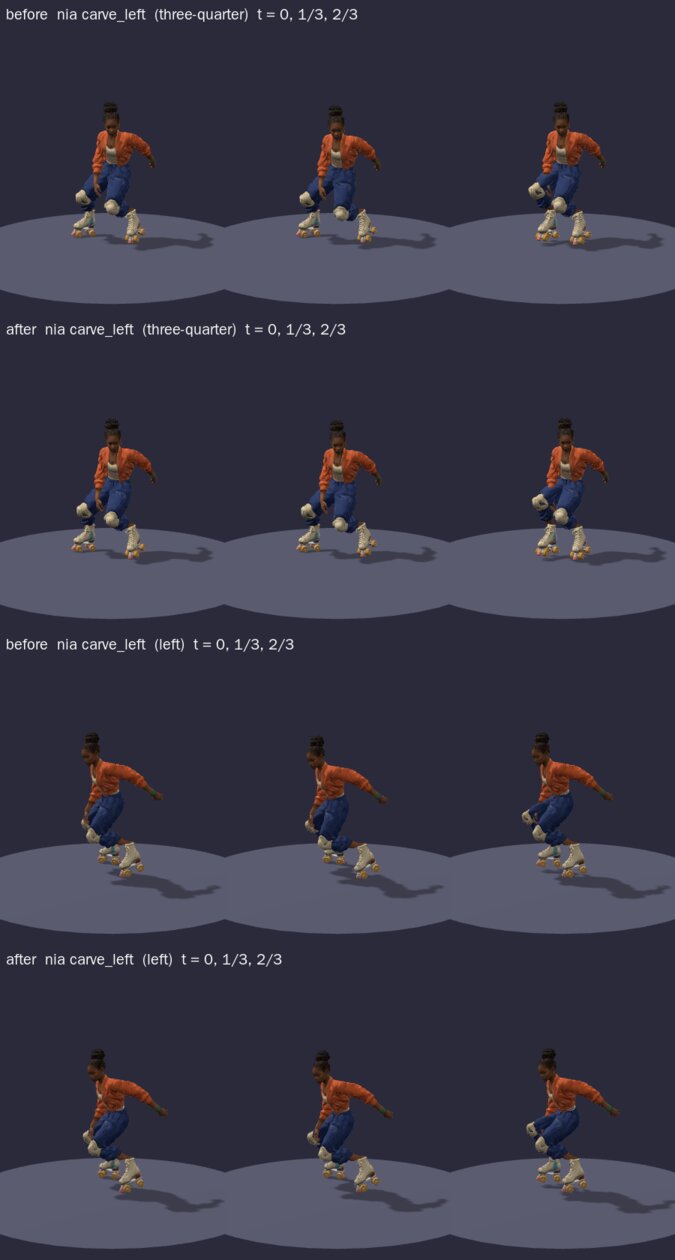 before nia carve_left (three-quarter) t = 0, 1/3, 2/3
after nia carve_left (three-quarter) t = 0, 1/3, 2/3
before nia carve_left (left) t = 0, 1/3, 2/3
after nia carve_left (left) t = 0, 1/3, 2/3